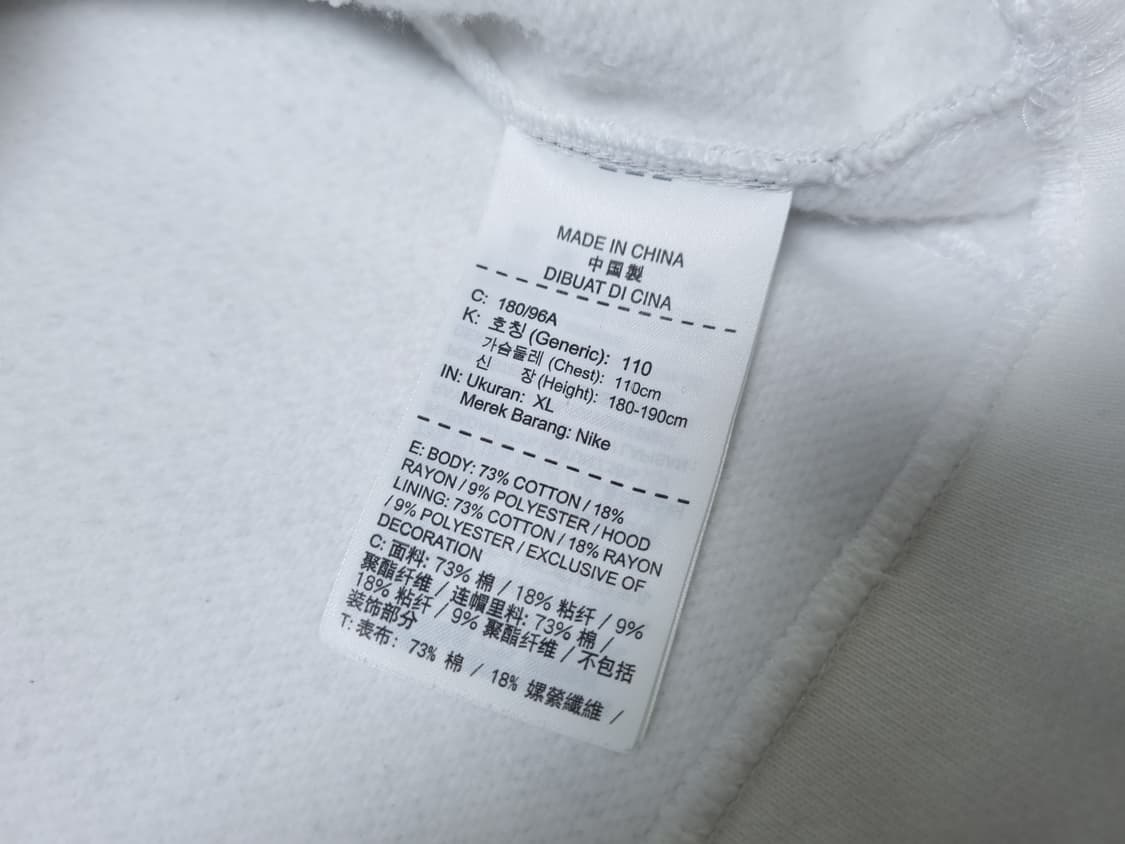 MADE IN CHINA
中国製
DIBUAT DI CINA
C: 180/96A
K: 호칭 (Generic): 110
가슴둘레 (Chest): 110cm
신 장 (Height): 180-190cm
IN: Ukuran: XL
Merek Barang: Nike
E: BODY: 73% COTTON / 18%
RAYON / 9% POLYESTER / HOOD
LINING: 73% COTTON / 18% RAYON
/ 9% POLYESTER / EXCLUSIVE OF
DECORATION
C: 面料: 73% 棉 / 18% 粘纤 / 9%
聚酯纤维 / 连帽里料: 73% 棉 /
18% 粘纤 / 9% 聚酯纤维 / 不包括
装饰部分
T: 表布: 73% 棉 / 18% 嫘縈纖維 /